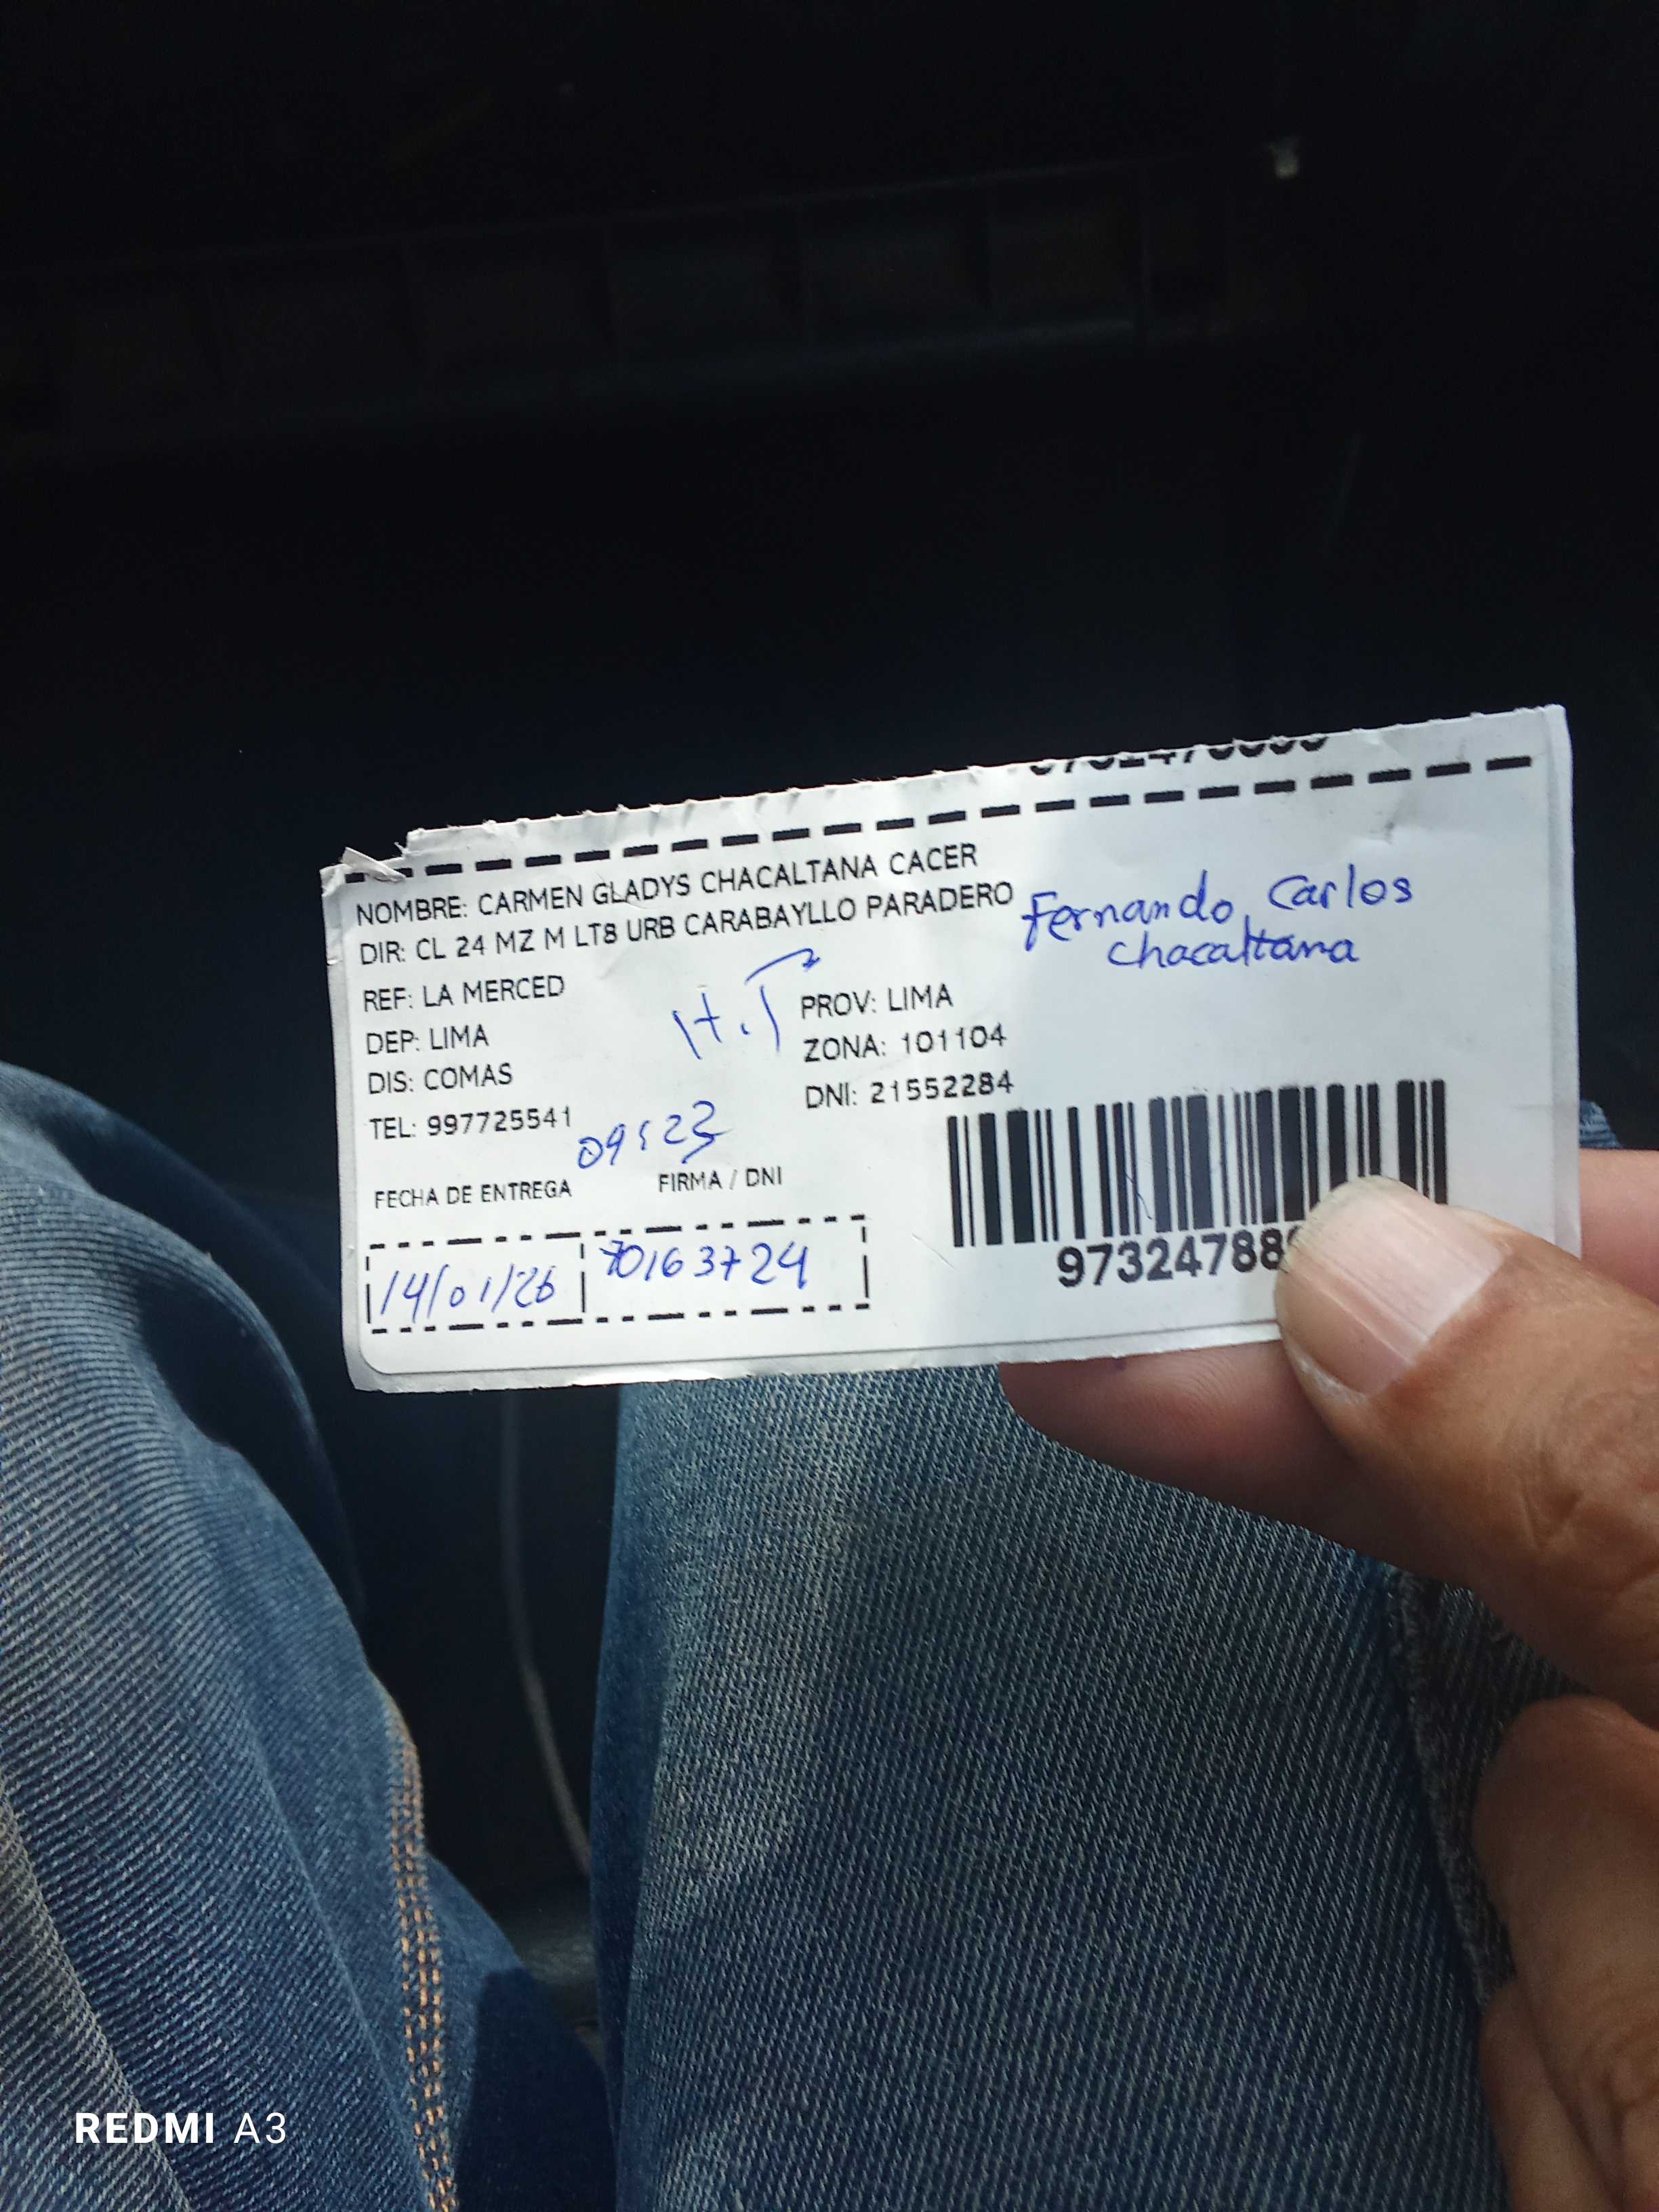 NOMBRE: CARMEN GLADYS CHACALTANA CACER
DIR: CL 24 MZ M LT8 URB CARABAYLLO PARADERO
Fernando Carlos
Chacaltana
REF: LA MERCED
H.T
PROV: LIMA
DEP: LIMA
ZONA: 101104
DIS: COMAS
DNI: 21552284
TEL: 997725541
09:23
FECHA DE ENTREGA
FIRMA / DNI
14/01/26
70163724
97324788
REDMI A3